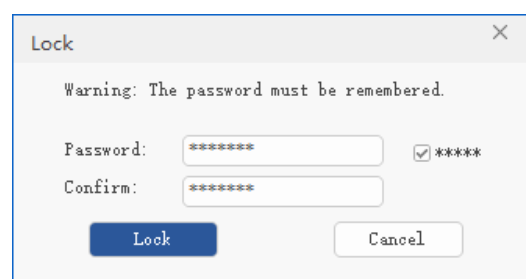 Lock
Warning: The password must be remembered.
Password: ******* *****
Confirm: *******
Lock Cancel